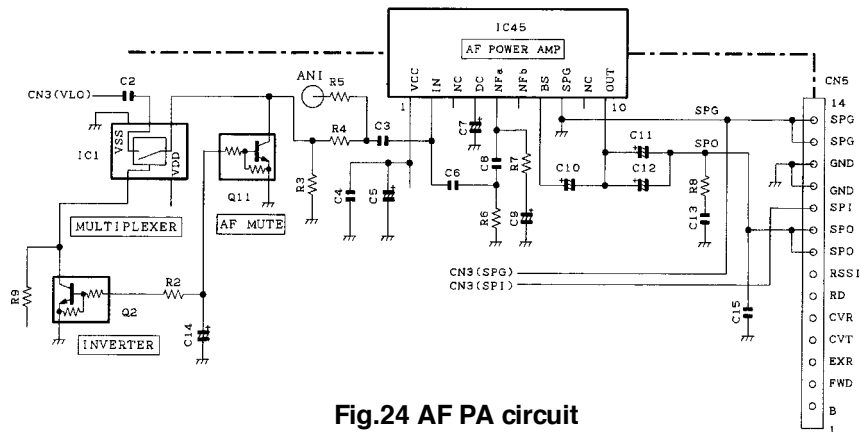 IC45
AF POWER AMP
VCC
IN
NC
DC
NFa
NFb
BS
SPG
NC
OUT
1
10
CN5
14
SPG
SPG
GND
GND
SPI
SPO
SPO
RSSI
RD
CVR
CVT
EXR
FWD
B
1
CN3(VLO)
C2
VSS
VDD
IC1
MULTIPLEXER
ANI
R5
R4
C3
R3
C4
C5
Q11
AF MUTE
C7
C8
C6
R6
R7
C9
C10
C11
C12
SPG
SPO
R8
C13
C15
CN3(SPG)
CN3(SPI)
R9
Q2
INVERTER
R2
C14
Fig.24 AF PA circuit